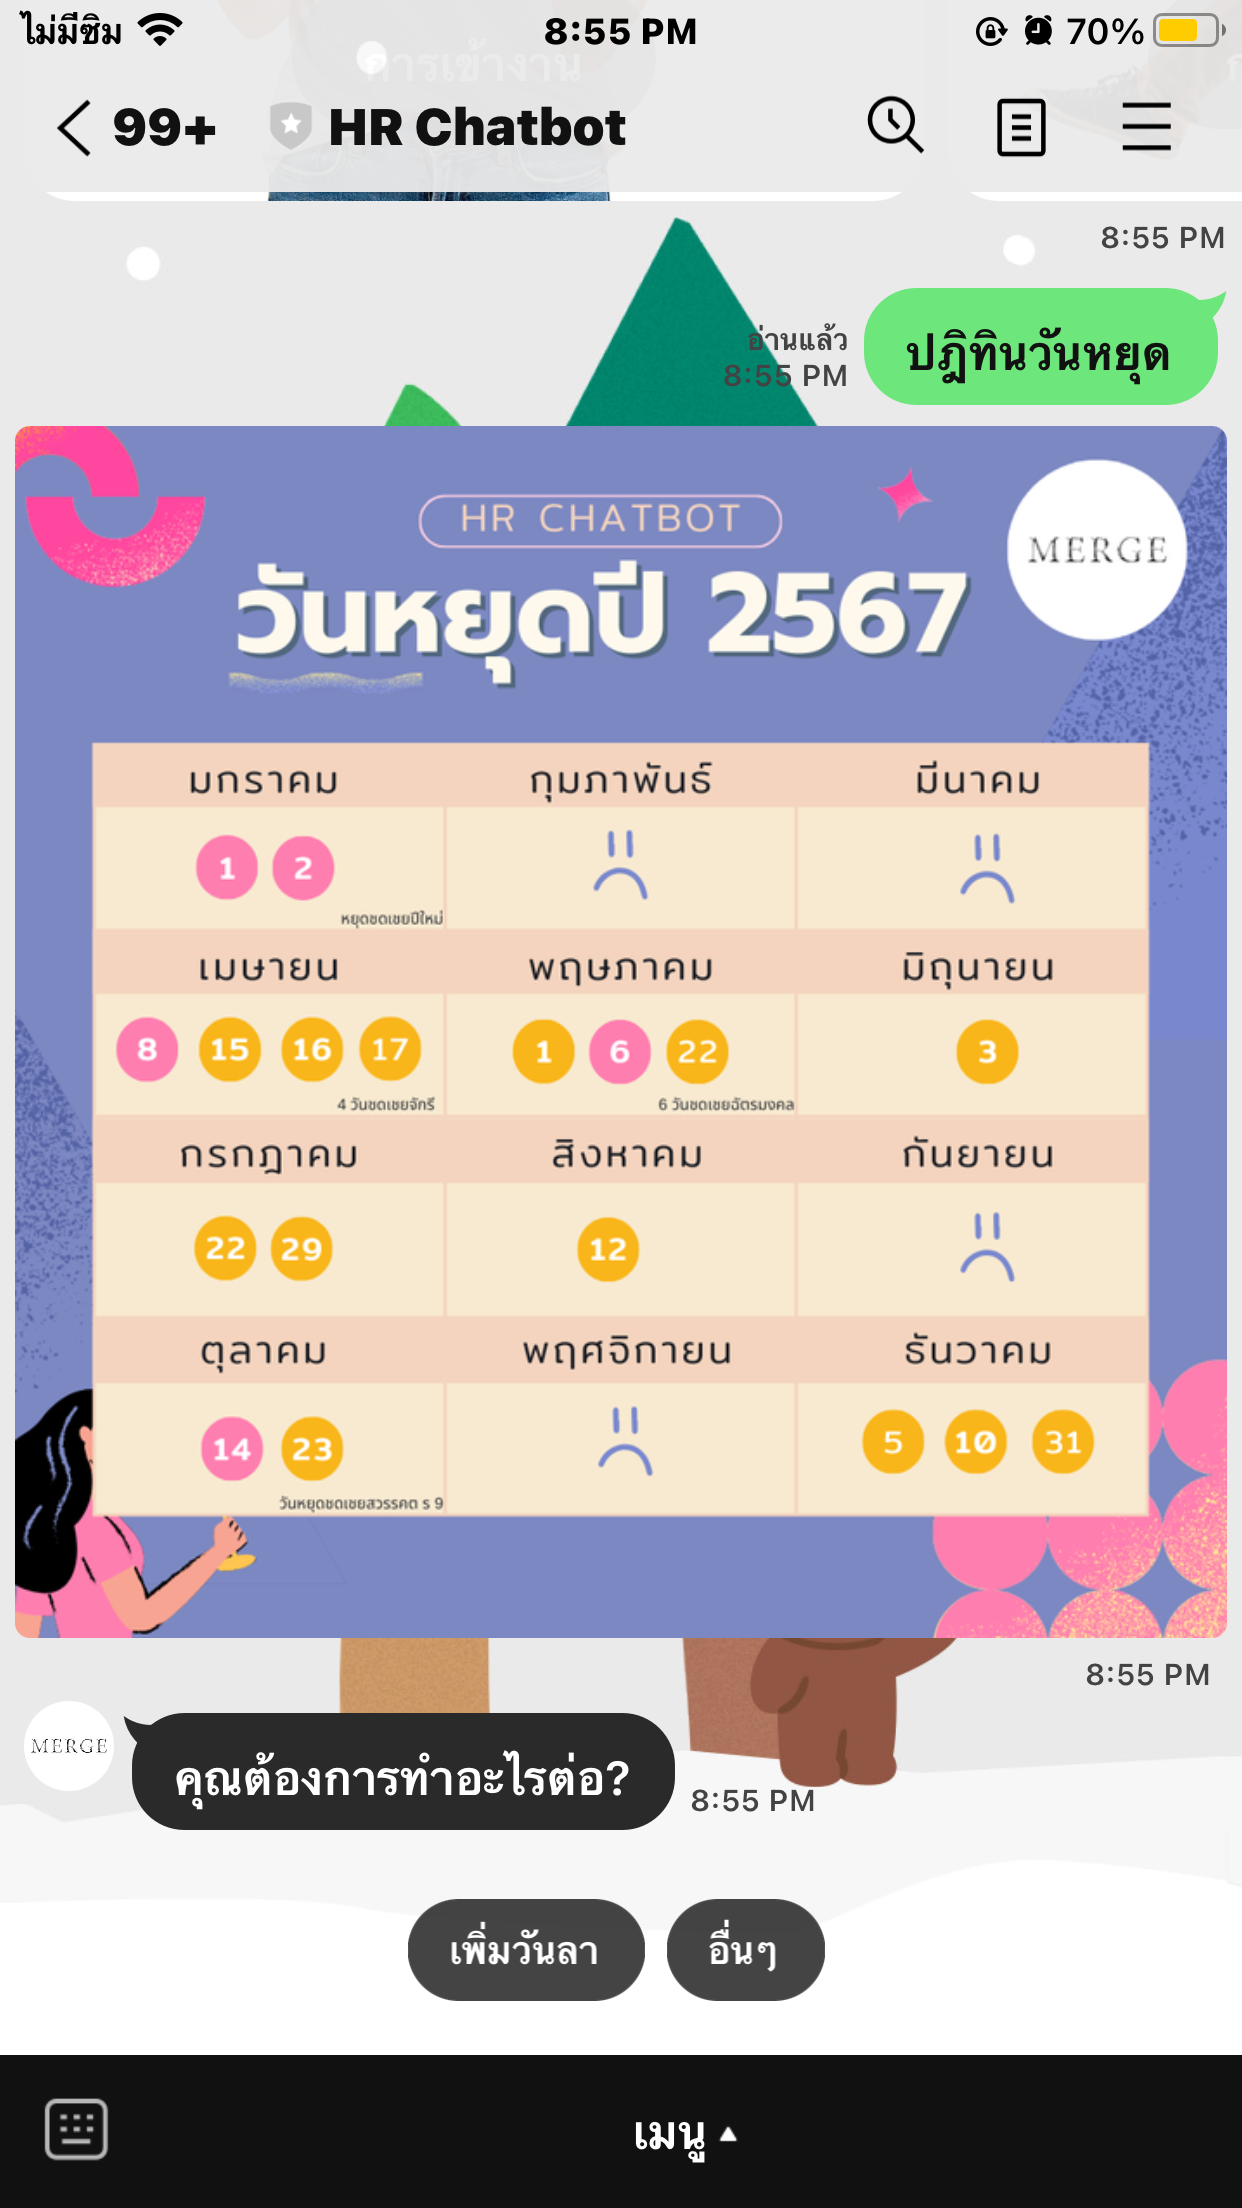 ไม่มีซิม 8:55 PM 70%
การเข้างาน
99+ HR Chatbot
8:55 PM
ปฎิทินวันหยุด
อ่านแล้ว
8:55 PM
HR CHATBOT
MERGE
วันหยุดปี 2567
มกราคม กุมภาพันธ์ มีนาคม
1 2
หยุดชดเชยปีใหม่
เมษายน พฤษภาคม มิถุนายน
8 15 16 17 1 6 22 3
4 วันชดเชยจักรี 6 วันชดเชยฉัตรมงคล
กรกฎาคม สิงหาคม กันยายน
22 29 12
ตุลาคม พฤศจิกายน ธันวาคม
14 23 5 10 31
วันหยุดชดเชยสวรรคต ร 9
8:55 PM
MERGE
คุณต้องการทำอะไรต่อ?
8:55 PM
เพิ่มวันลา อื่นๆ
เมนู